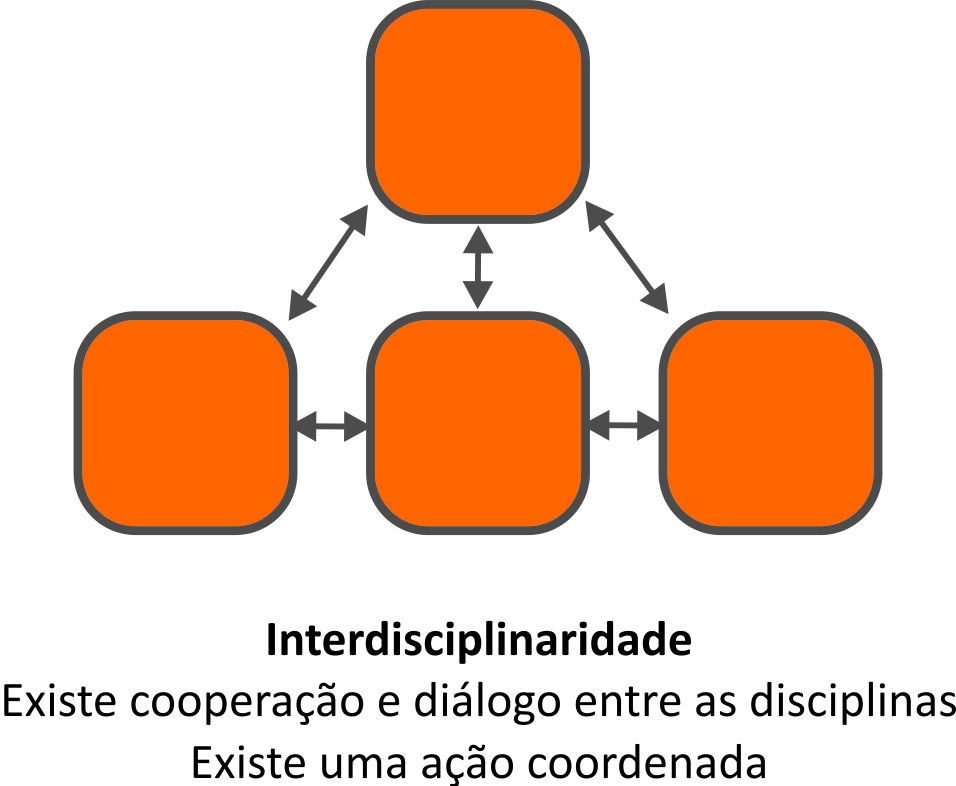 Interdisciplinaridade
Existe cooperação e diálogo entre as disciplinas
Existe uma ação coordenada